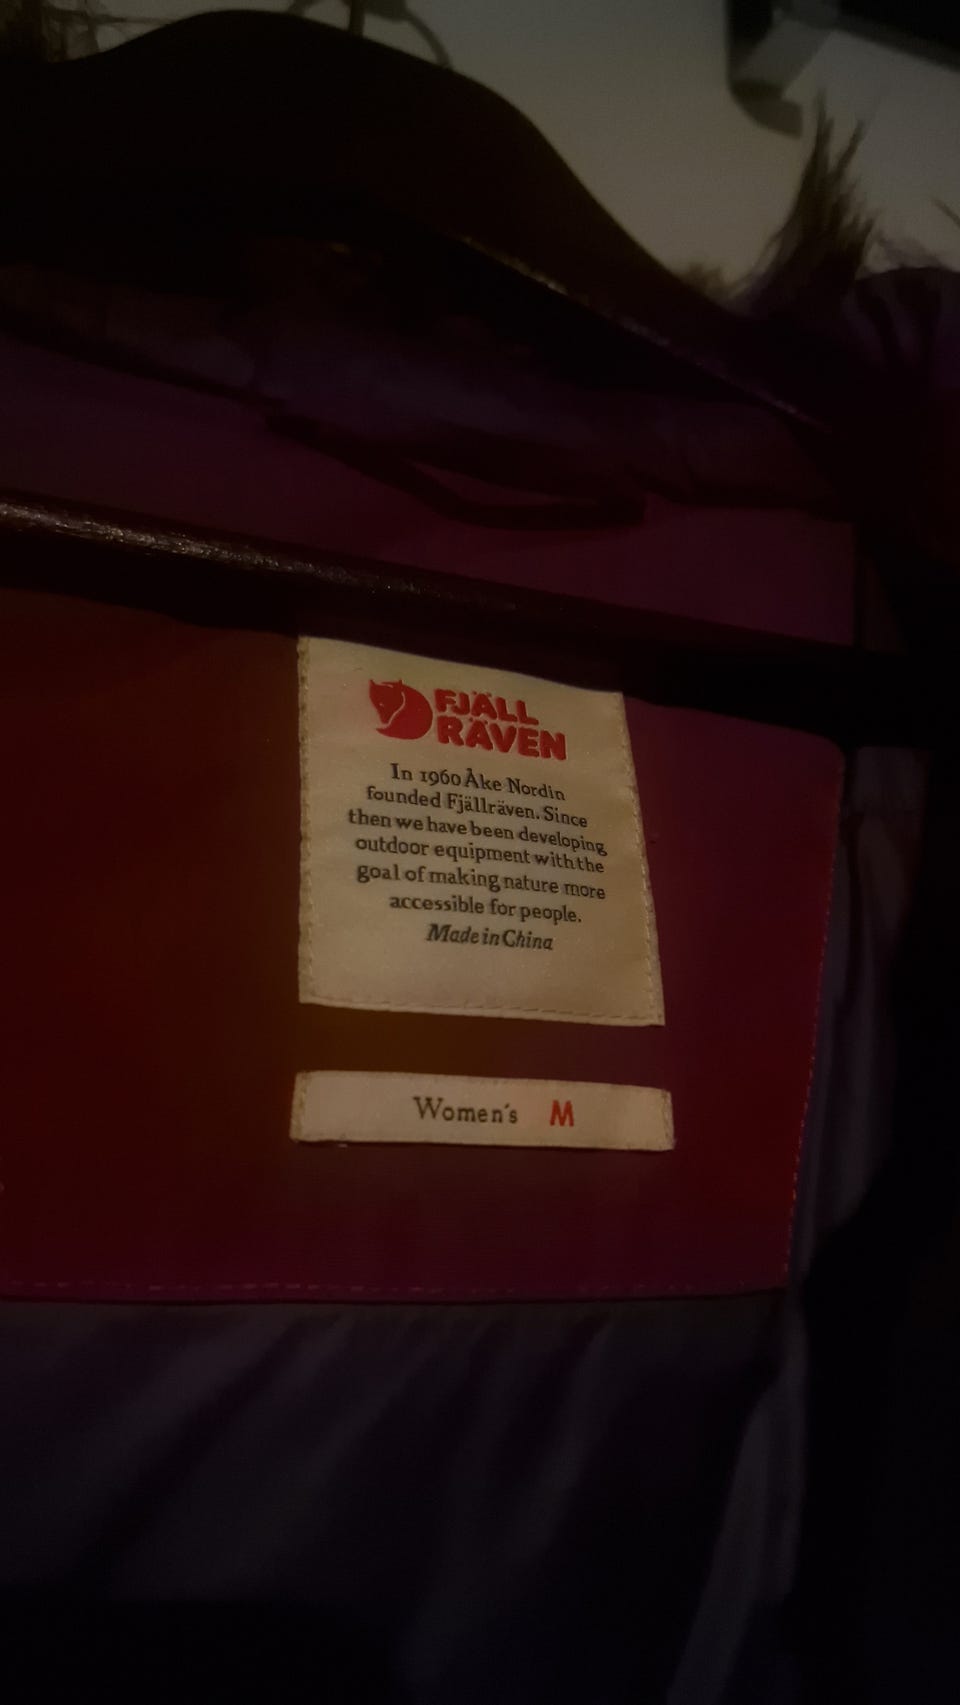 FJÄLL
RÄVEN
In 1960 Åke Nordin
founded Fjällräven. Since
then we have been developing
outdoor equipment with the
goal of making nature more
accessible for people.
Made in China
Women's M